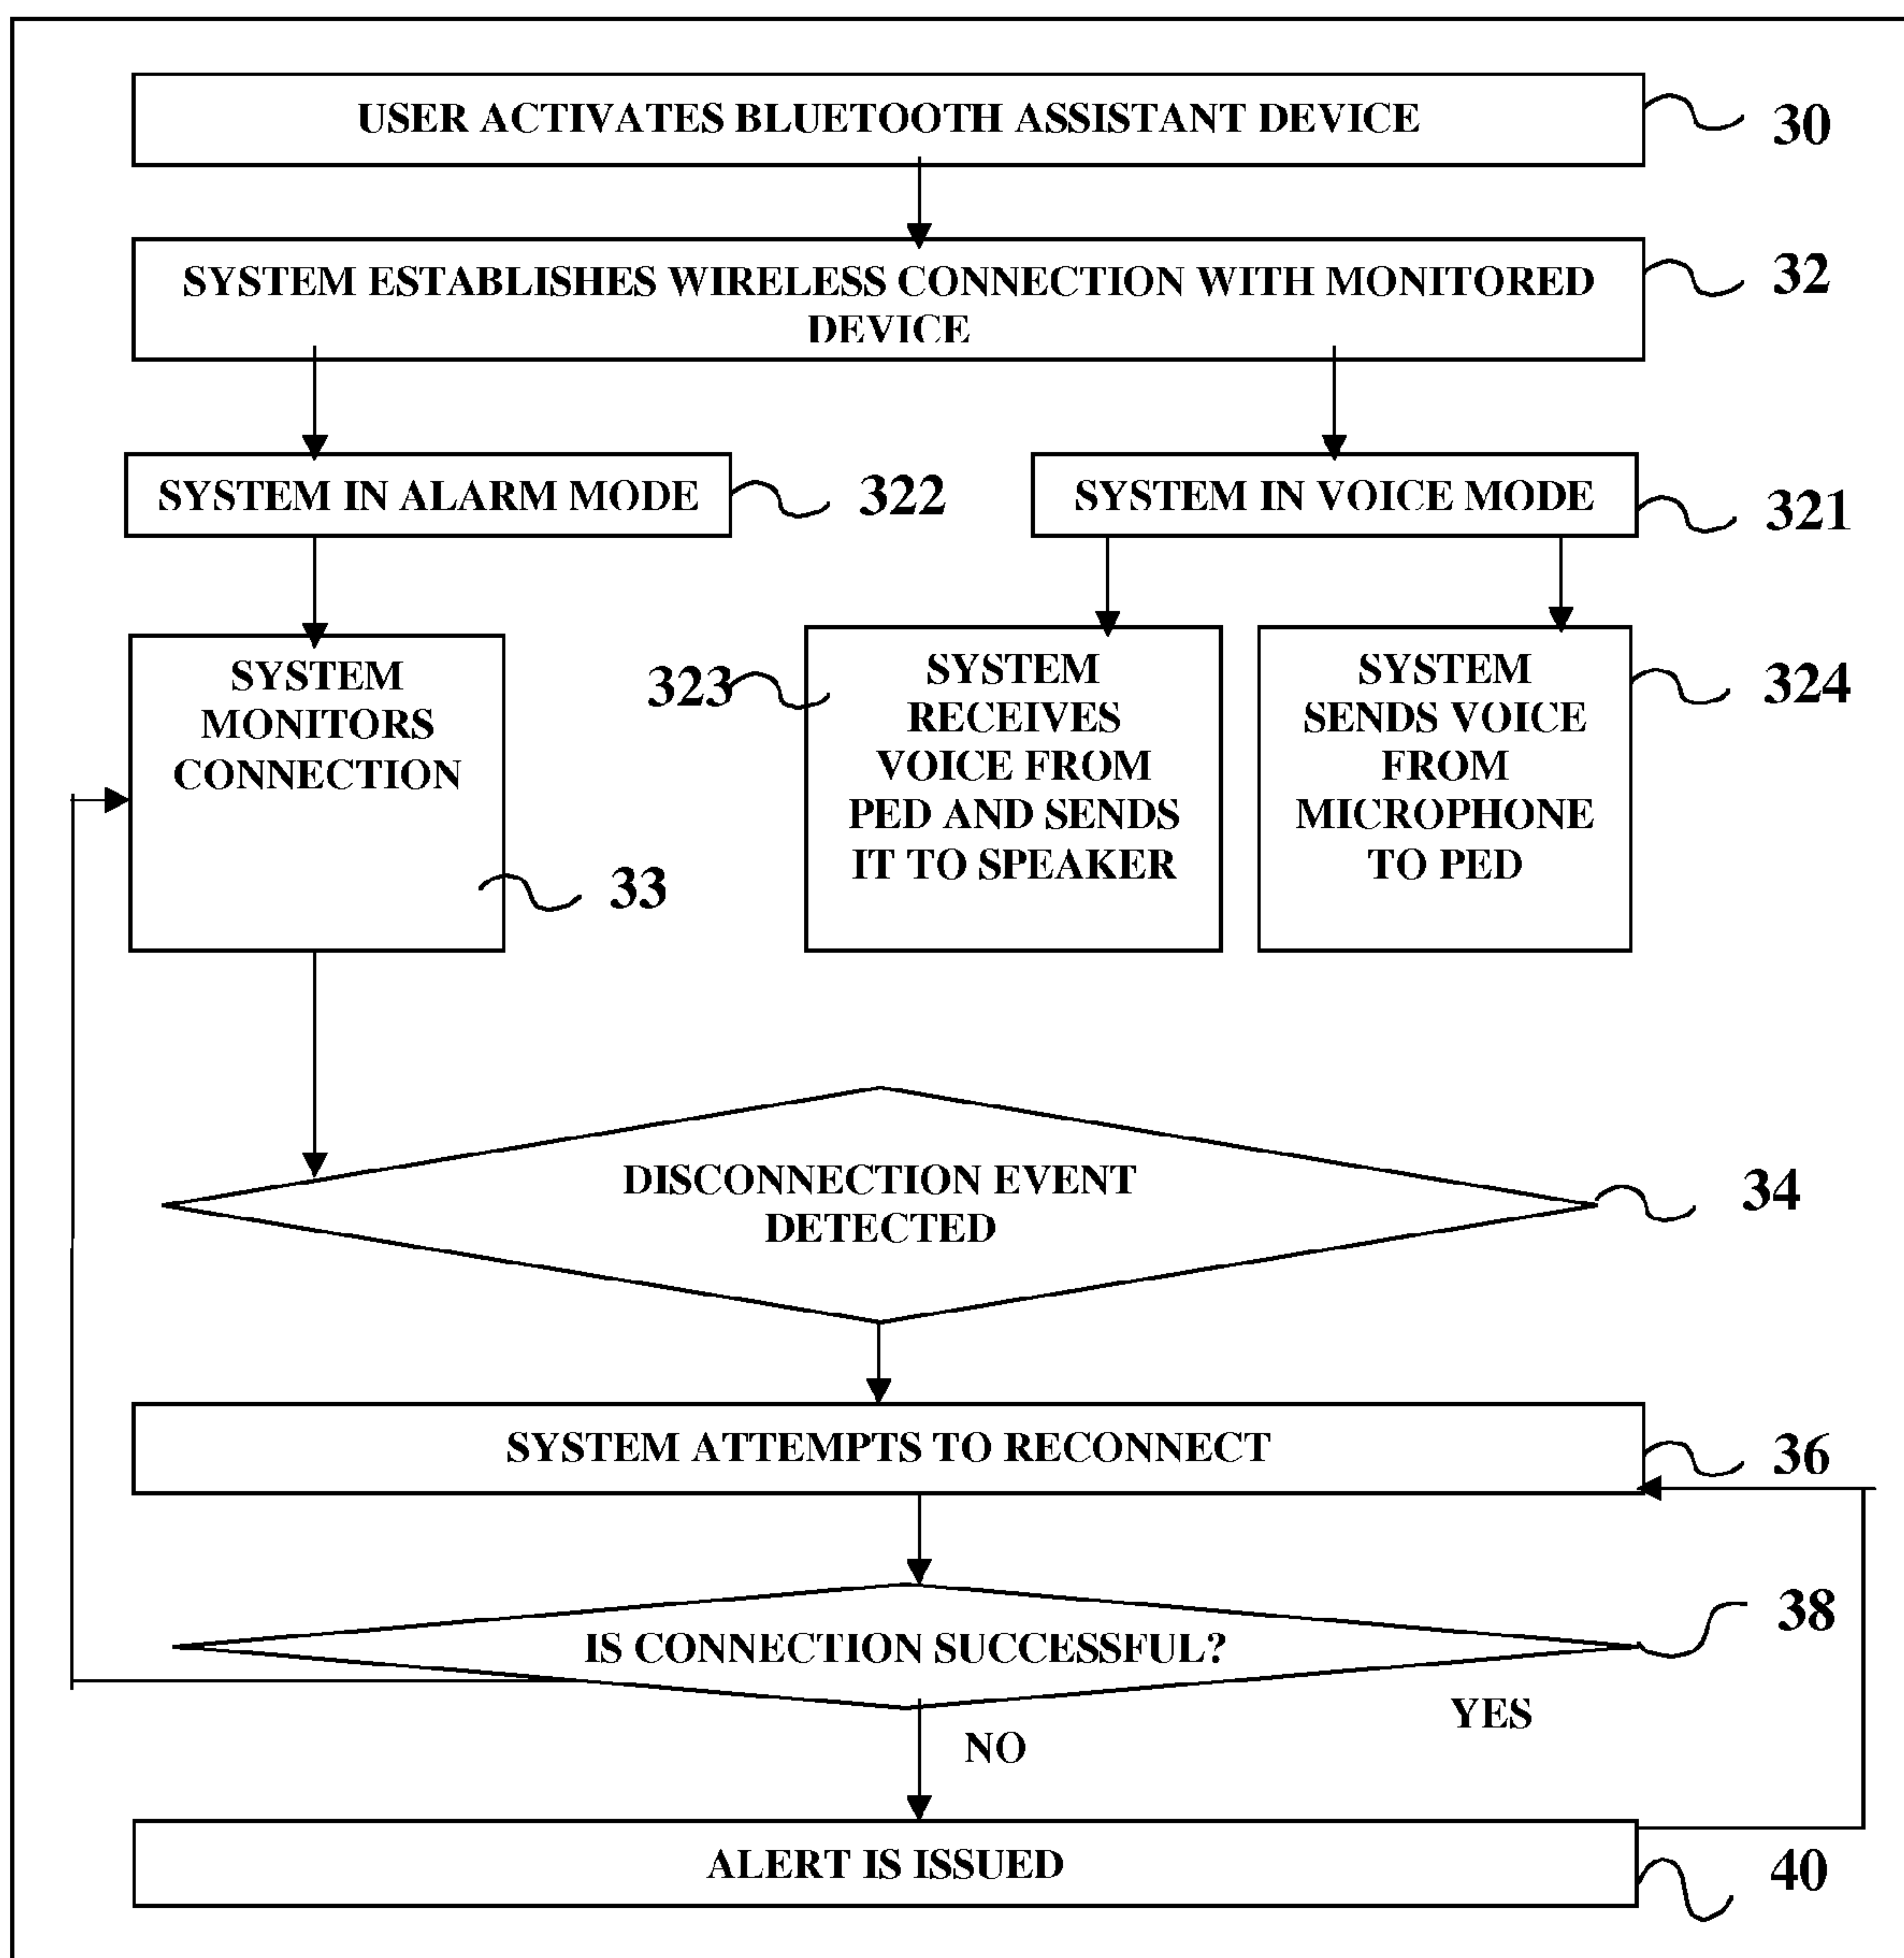 USER ACTIVATES BLUETOOTH ASSISTANT DEVICE
30
SYSTEM ESTABLISHES WIRELESS CONNECTION WITH MONITORED
DEVICE
32
SYSTEM IN ALARM MODE
322
SYSTEM IN VOICE MODE
321
SYSTEM
MONITORS
CONNECTION
33
323
SYSTEM
RECEIVES
VOICE FROM
PED AND SENDS
IT TO SPEAKER
SYSTEM
SENDS VOICE
FROM
MICROPHONE
TO PED
324
DISCONNECTION EVENT
DETECTED
34
SYSTEM ATTEMPTS TO RECONNECT
36
IS CONNECTION SUCCESSFUL?
38
YES
NO
ALERT IS ISSUED
40